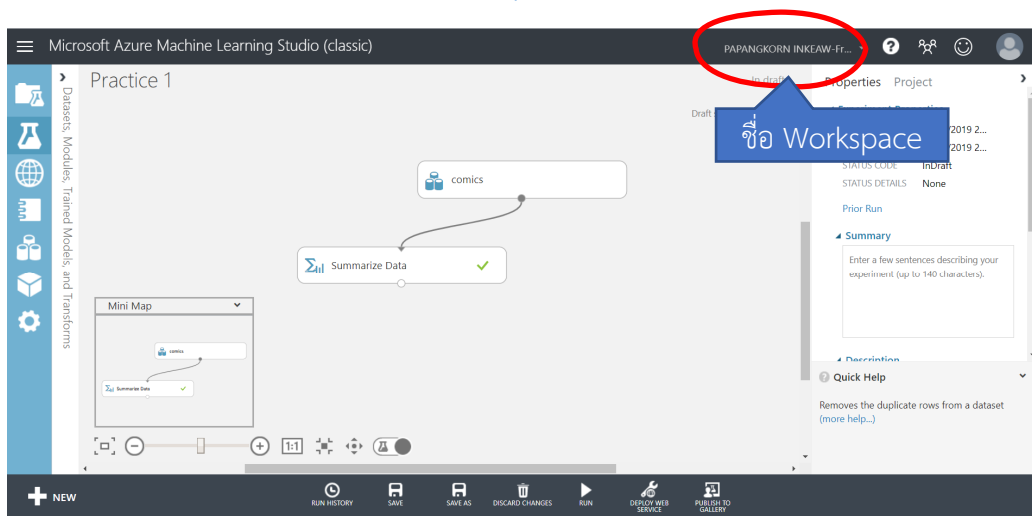 Microsoft Azure Machine Learning Studio (classic)
PAPANGKORN INKEAW-Fr...
Datasets, Modules, Trained Models, and Transforms
Practice 1
In draft
Draft
ชื่อ Workspace
comics
Summarize Data
Mini Map
comics
Summarize Data
1:1
Properties Project
/2019 2...
/2019 2...
STATUS CODE InDraft
STATUS DETAILS None
Prior Run
Summary
Enter a few sentences describing your
experiment (up to 140 characters).
Description
Quick Help
Removes the duplicate rows from a dataset
(more help...)
NEW
RUN HISTORY
SAVE
SAVE AS
DISCARD CHANGES
RUN
DEPLOY WEB
SERVICE
PUBLISH TO
GALLERY